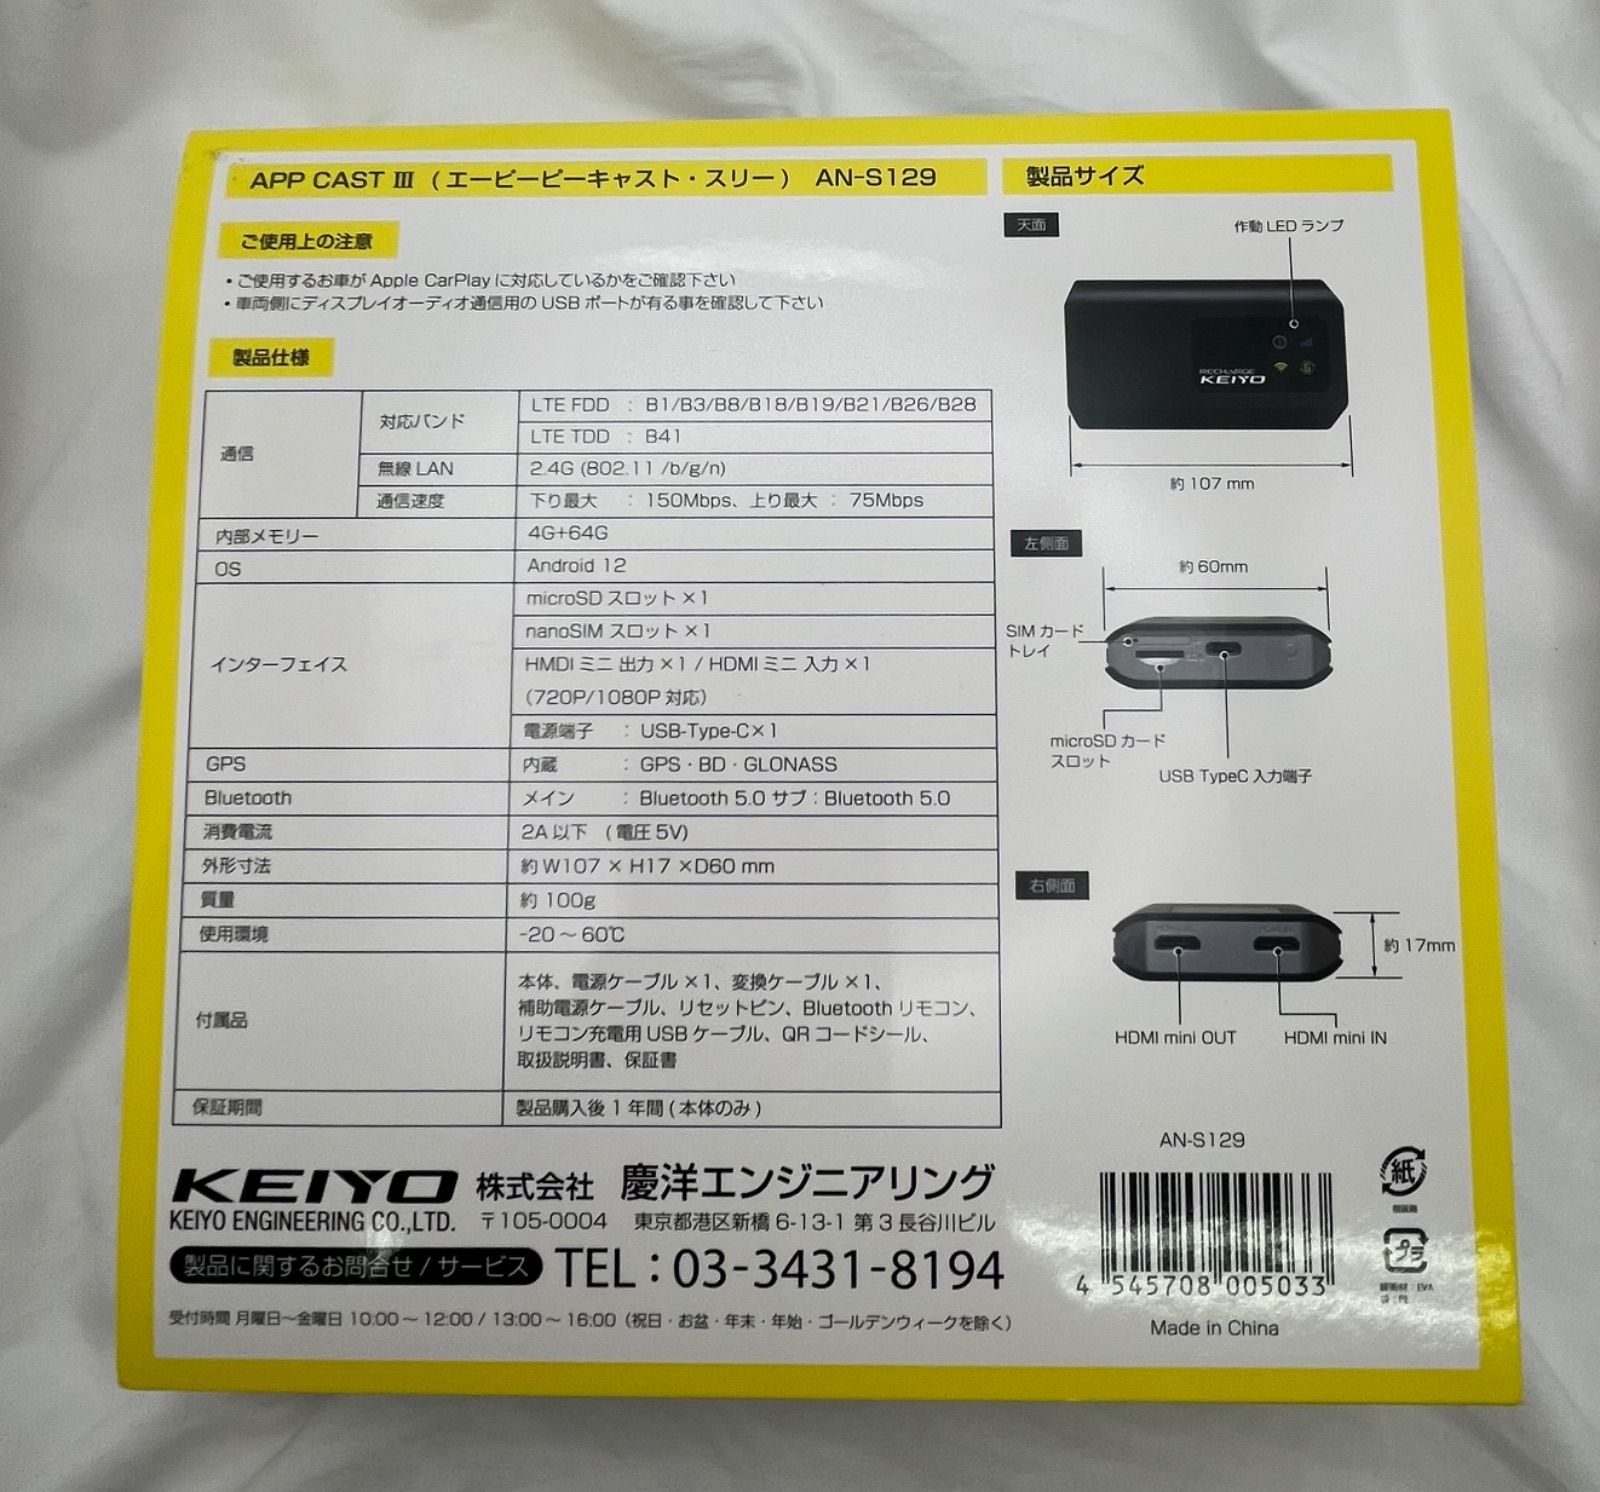 APP CAST Ⅲ (エーピーピーキャスト・スリー) AN-S129
ご使用上の注意
・ご使用するお車が Apple CarPlay に対応しているかをご確認下さい
・車両側にディスプレイオーディオ通信用の USB ポートが有る事を確認して下さい
製品仕様
通信
対応バンド
LTE FDD : B1/B3/B8/B18/B19/B21/B26/B28
LTE TDD : B41
無線 LAN
2.4G (802.11 /b/g/n)
通信速度
下り最大 : 150Mbps、上り最大 : 75Mbps
内部メモリー
4G+64G
OS
Android 12
インターフェイス
microSD スロット ×1
nanoSIM スロット ×1
HMDI ミニ 出力 ×1 / HDMI ミニ 入力 ×1
(720P/1080P 対応)
電源端子 : USB-Type-C×1
GPS
内蔵 : GPS・BD・GLONASS
Bluetooth
メイン : Bluetooth 5.0 サブ : Bluetooth 5.0
消費電流
2A 以下 (電圧 5V)
外形寸法
約 W107 × H17 ×D60 mm
質量
約 100g
使用環境
-20 ～ 60℃
付属品
本体、電源ケーブル ×1、変換ケーブル ×1、
補助電源ケーブル、リセットピン、Bluetooth リモコン、
リモコン充電用 USB ケーブル、QR コードシール、
取扱説明書、保証書
保証期間
製品購入後 1 年間 (本体のみ)
KEIYO 株式会社 慶洋エンジニアリング
KEIYO ENGINEERING CO.,LTD. 〒105-0004 東京都港区新橋 6-13-1 第 3 長谷川ビル
製品に関するお問合せ / サービス TEL : 03-3431-8194
受付時間 月曜日～金曜日 10:00 ～ 12:00 / 13:00 ～ 16:00 (祝日・お盆・年末・年始・ゴールデンウィークを除く)
製品サイズ
天面
作動 LED ランプ
RECHARGE
KEIYO
約 107 mm
左側面
約 60mm
SIM カード
トレイ
microSD カード
スロット
USB TypeC 入力端子
右側面
約 17mm
HDMI mini OUT
HDMI mini IN
AN-S129
4 545708 005033
Made in China
紙
個装箱
プラ
緩衝材 : EVA
袋 : PE